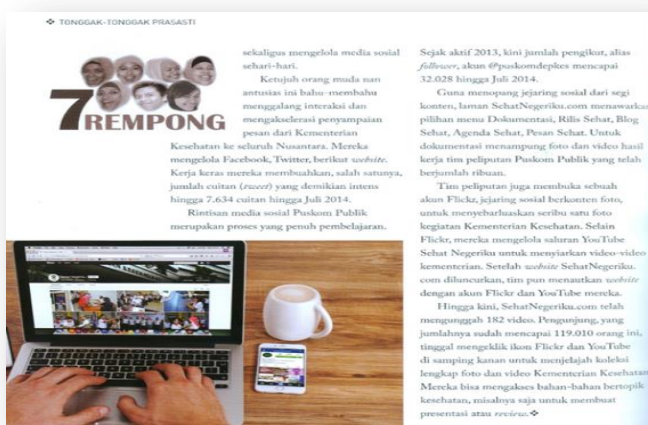 ❖ TONGGAK-TONGGAK PRASASTI
7REMPONG
sekaligus mengelola media sosial
sehari-hari.
Ketujuh orang muda nan
antusias ini bahu-membahu
menggalang interaksi dan
mengakselerasi penyampaian
pesan dari Kementerian
Kesehatan ke seluruh Nusantara. Mereka
mengelola Facebook, Twitter, berikut website.
Kerja keras mereka membuahkan, salah satunya,
jumlah cuitan (tweet) yang demikian intens
hingga 7.634 cuitan hingga Juli 2014.
Rintisan media sosial Puskom Publik
merupakan proses yang penuh pembelajaran.
Sejak aktif 2013, kini jumlah pengikut, alias
follower, akun @puskomdepkes mencapai
32.028 hingga Juli 2014.
Guna menopang jejaring sosial dari segi
konten, laman SehatNegeriku.com menawarkan
pilihan menu Dokumentasi, Rilis Sehat, Blog
Sehat, Agenda Sehat, Pesan Sehat. Untuk
dokumentasi menampung foto dan video hasil
kerja tim peliputan Puskom Publik yang telah
berjumlah ribuan.
Tim peliputan juga membuka sebuah
akun Flickr, jejaring sosial berkonten foto,
untuk menyebarluaskan seribu satu foto
kegiatan Kementerian Kesehatan. Selain
Flickr, mereka mengelola saluran YouTube
Sehat Negeriku untuk menyiarkan video-video
kementerian. Setelah website SehatNegeriku.
com diluncurkan, tim pun menautkan website
dengan akun Flickr dan YouTube mereka.
Hingga kini, SehatNegeriku.com telah
mengunggah 182 video. Pengunjung, yang
jumlahnya sudah mencapai 119.010 orang ini,
tinggal mengeklik ikon Flickr dan YouTube
di samping kanan untuk menjelajah koleksi
lengkap foto dan video Kementerian Kesehatan.
Mereka bisa mengakses bahan-bahan bertopik
kesehatan, misalnya saja untuk membuat
presentasi atau review.❖